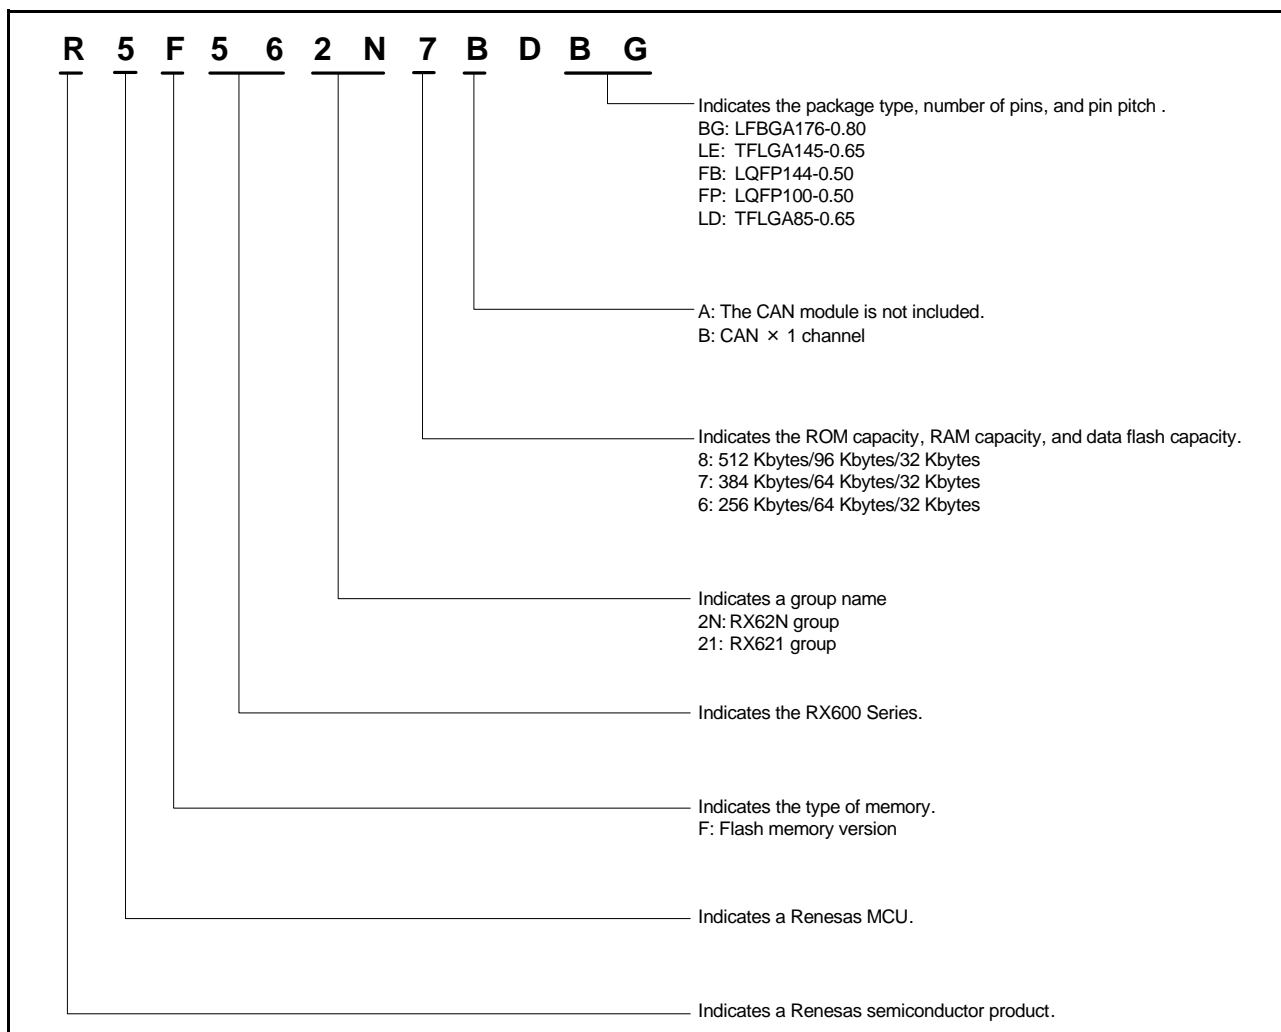 R 5 F 5 6 2 N 7 B D B G
Indicates the package type, number of pins, and pin pitch .
BG: LFBGA176-0.80
LE: TFLGA145-0.65
FB: LQFP144-0.50
FP: LQFP100-0.50
LD: TFLGA85-0.65
A: The CAN module is not included.
B: CAN × 1 channel
Indicates the ROM capacity, RAM capacity, and data flash capacity.
8: 512 Kbytes/96 Kbytes/32 Kbytes
7: 384 Kbytes/64 Kbytes/32 Kbytes
6: 256 Kbytes/64 Kbytes/32 Kbytes
Indicates a group name
2N: RX62N group
21: RX621 group
Indicates the RX600 Series.
Indicates the type of memory.
F: Flash memory version
Indicates a Renesas MCU.
Indicates a Renesas semiconductor product.